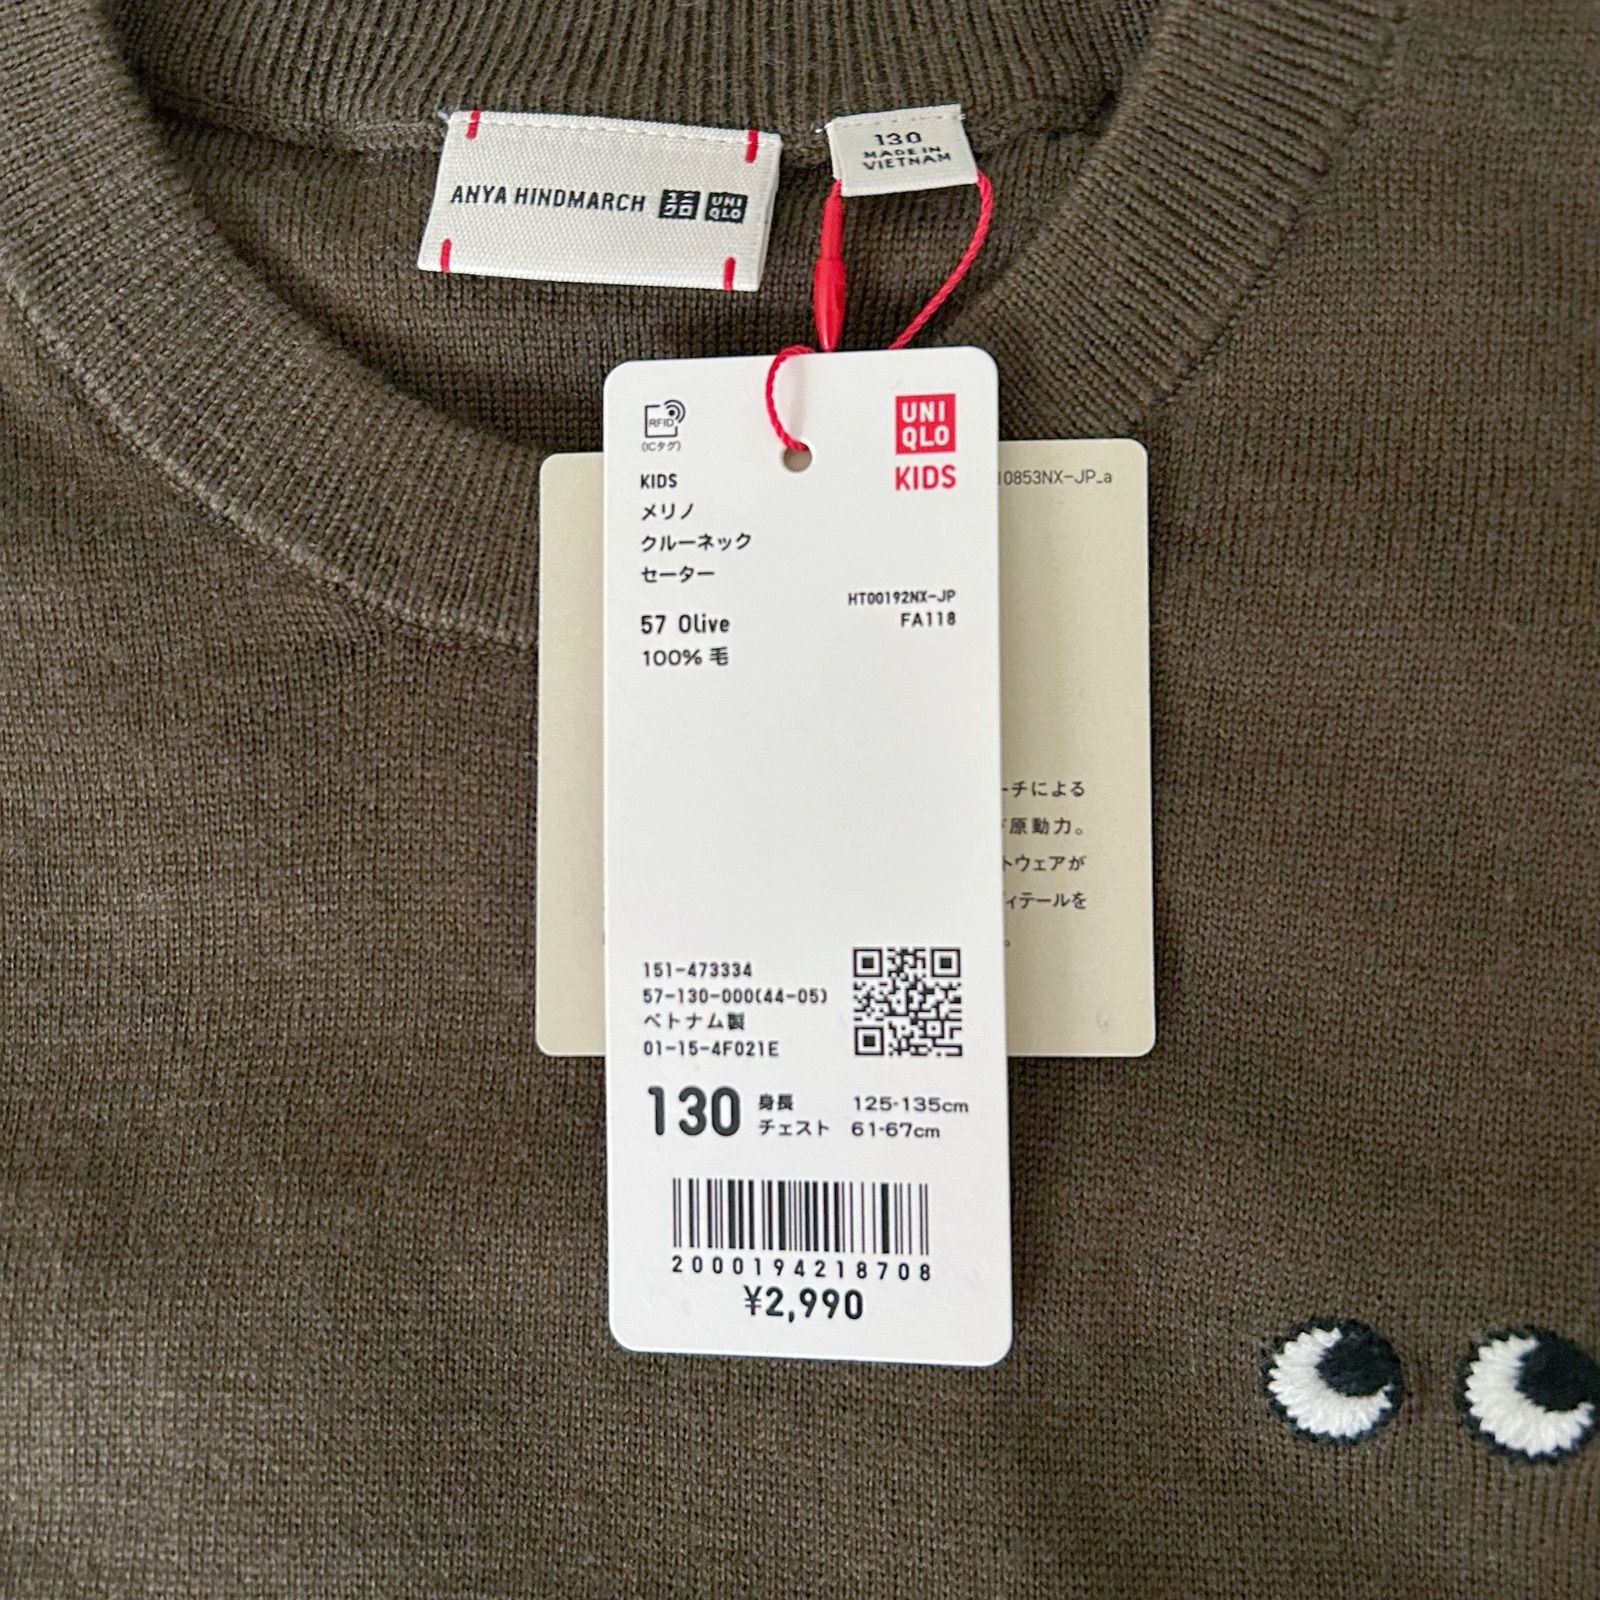 ANYA HINDMARCH ユニクロ UNIQLO
130
MADE IN
VIETNAM
RFID
(ICタグ)
UNI
QLO
KIDS
KIDS
メリノ
クルーネック
セーター
57 Olive
100% 毛
HT00192NX-JP
FA118
10853NX-JP_a
ーチによる
原動力。
トウェアが
ィテールを
。
151-473334
57-130-000(44-05)
ベトナム製
01-15-4F021E
130 身長 125-135cm
チェスト 61-67cm
2000194218708
¥2,990